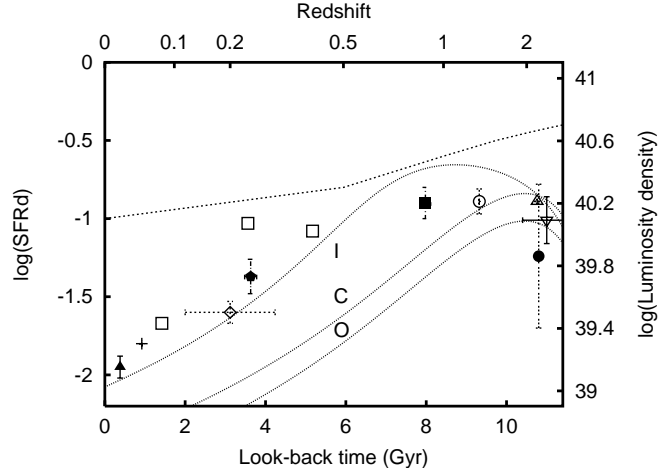 Redshift
0 0.1 0.2 0.5 1 2
0 41
-0.5 40.6
-1 40.2
-1.5 39.8
-2 39.4
39
log(SFRd)
log(Luminosity density)
I
C
O
0 2 4 6 8 10
Look-back time (Gyr)